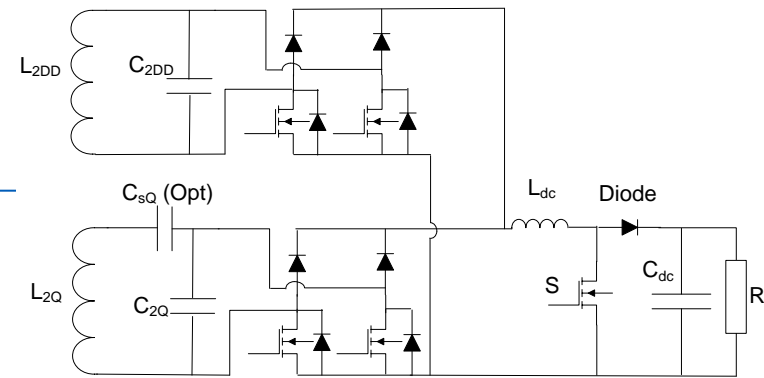 L2DD
C2DD
CsQ (Opt)
Ldc
Diode
L2Q
C2Q
S
Cdc
R